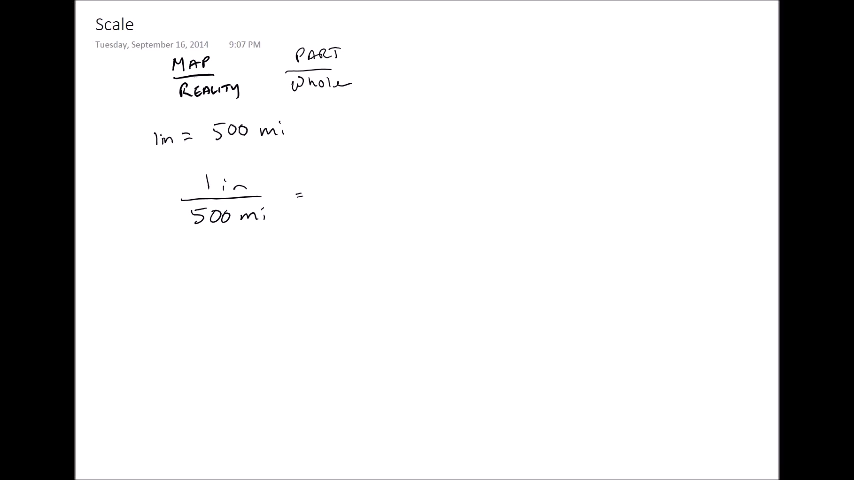 Scale
Tuesday, September 16, 2014 9:07 PM
MAP PART
REALITY Whole
1in = 500 mi
1 in
500 mi =